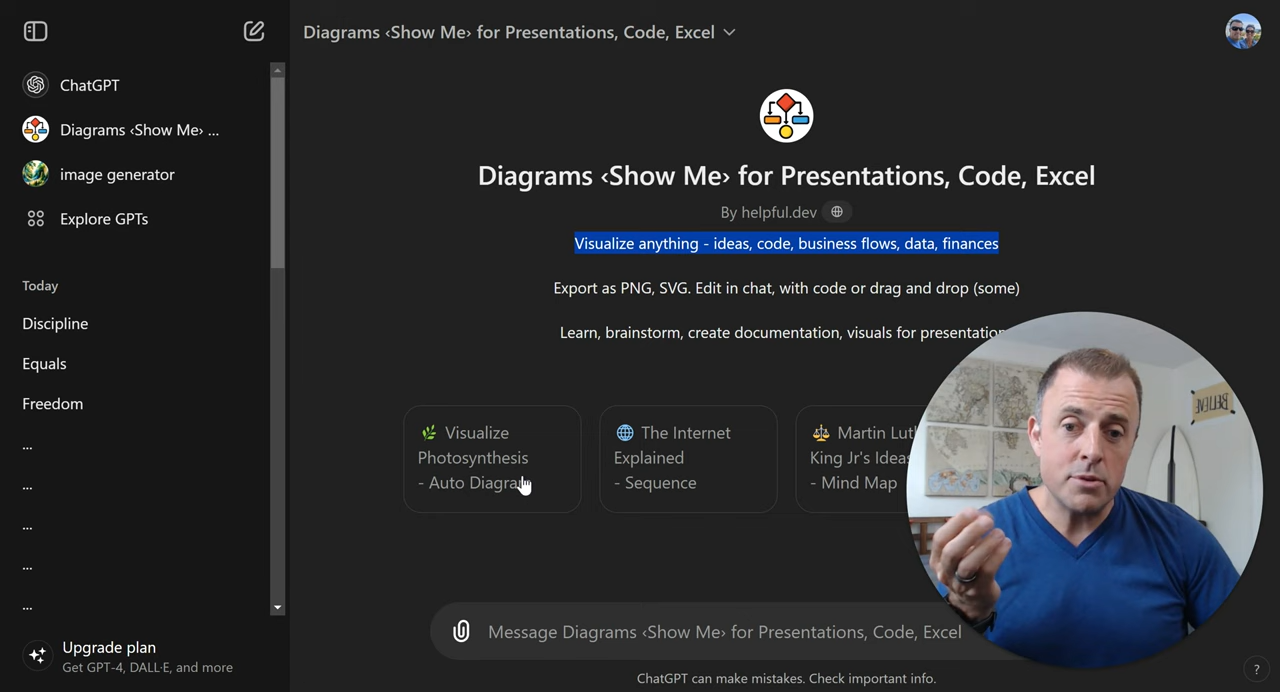 Diagrams ‹Show Me› for Presentations, Code, Excel
ChatGPT
Diagrams ‹Show Me› ...
image generator
Explore GPTs
Today
Discipline
Equals
Freedom
...
...
...
...
...
Upgrade plan
Get GPT-4, DALL·E, and more
Diagrams ‹Show Me› for Presentations, Code, Excel
By helpful.dev
Visualize anything - ideas, code, business flows, data, finances
Export as PNG, SVG. Edit in chat, with code or drag and drop (some)
Learn, brainstorm, create documentation, visuals for
Visualize
Photosynthesis
- Auto Diagram
The Internet
Explained
- Sequence
Martin
King Jr's Ideas
- Mind Map
BELIEVE
Message Diagrams ‹Show Me› for Presentations, Code, Excel
ChatGPT can make mistakes. Check important info.
?